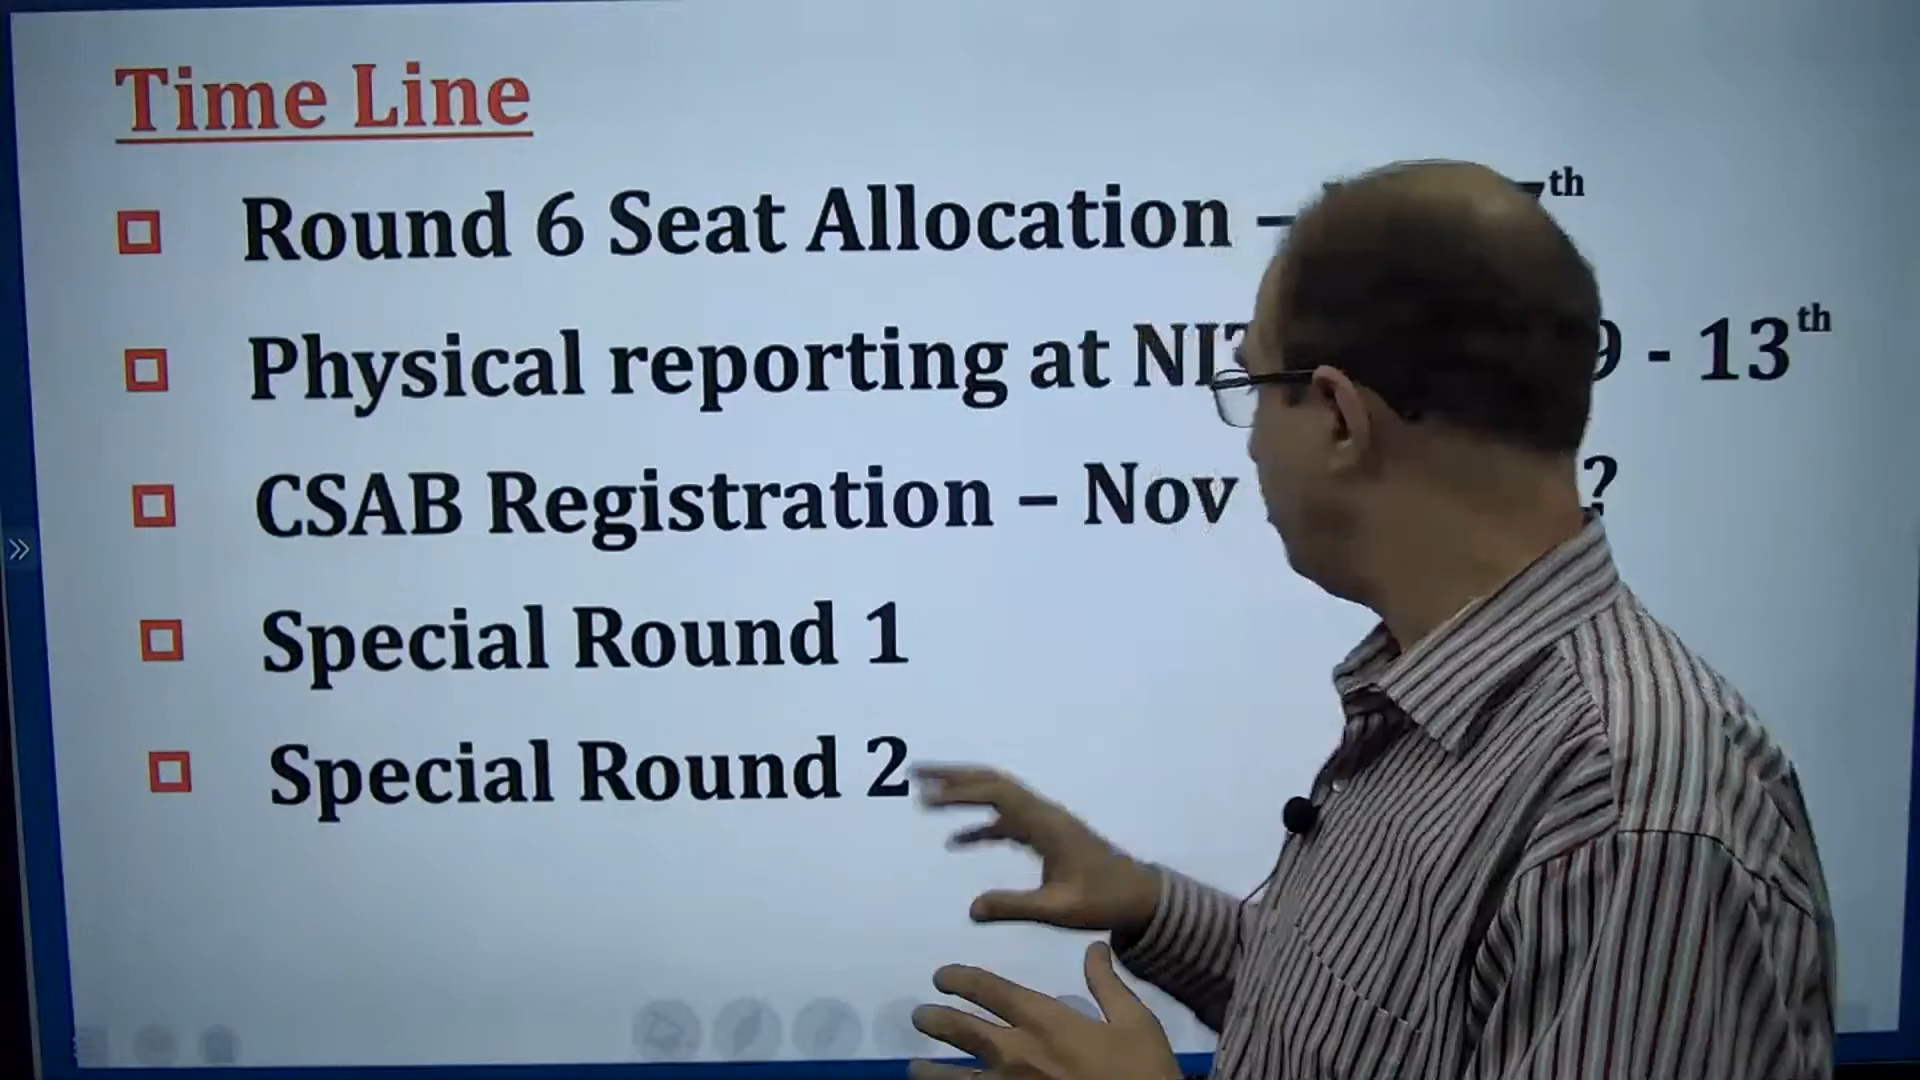 Time Line
Round 6 Seat Allocation – th
Physical reporting at - 13th
CSAB Registration – Nov ?
Special Round 1
Special Round 2